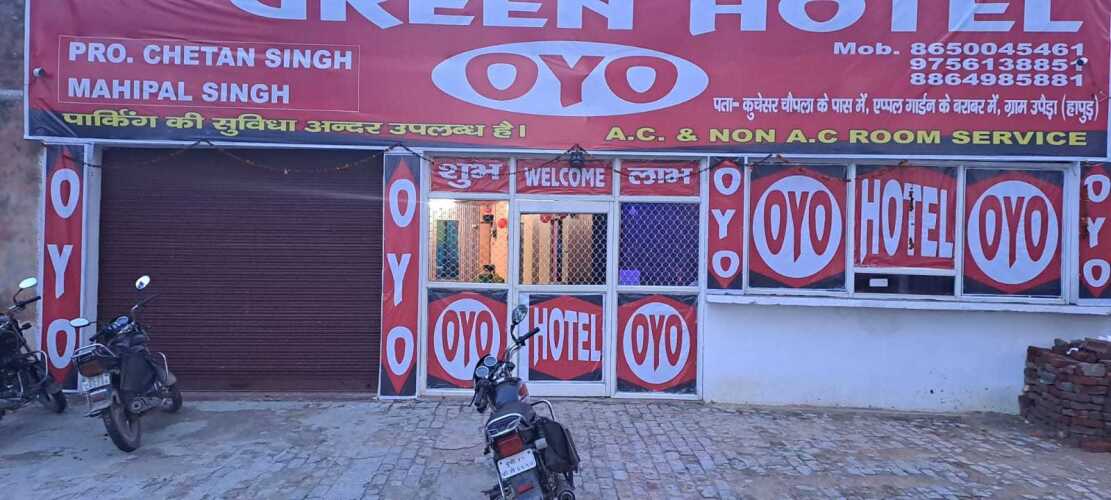 GREEN HOTEL
PRO. CHETAN SINGH
MAHIPAL SINGH
OYO
Mob. 8650045461
9756138851
8864985881
पता- कुचेसर चौपला के पास में, एप्पल गार्डन के बराबर में, ग्राम उपैड़ा (हापुड़)
पार्किंग की सुविधा अन्दर उपलब्ध है।
A.C. & NON A.C ROOM SERVICE
शुभ WELCOME लाभ
OYO
OYO
OYO
OYO
HOTEL
OYO
OYO
OYO HOTEL OYO